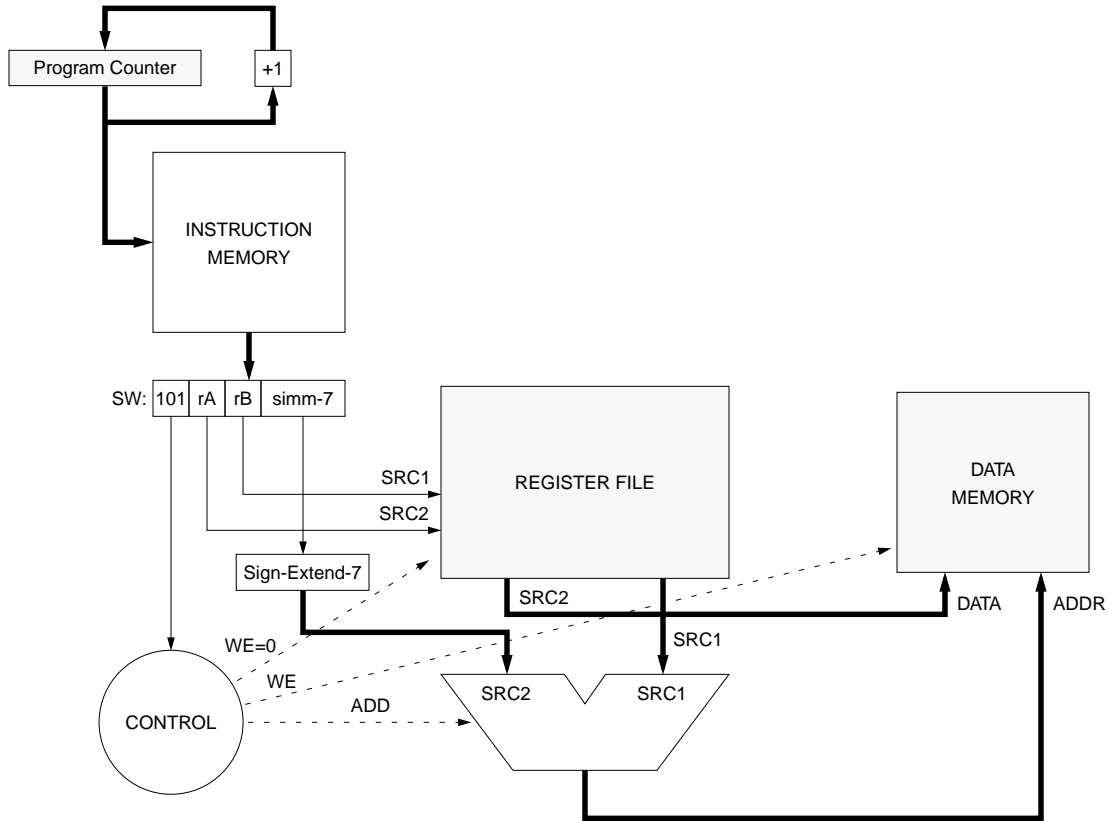 Program Counter
+1
INSTRUCTION
MEMORY
SW:
101
rA
rB
simm-7
SRC1
SRC2
REGISTER FILE
DATA
MEMORY
Sign-Extend-7
SRC2
DATA
ADDR
WE=0
SRC1
WE
SRC2
SRC1
ADD
CONTROL